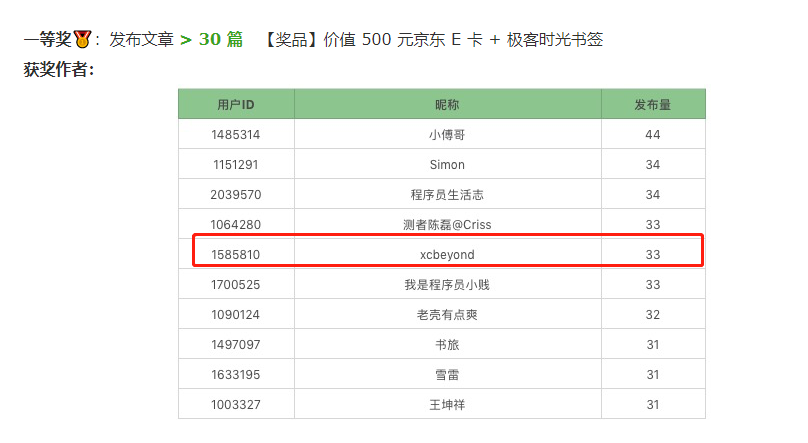 一等奖🏅：发布文章 > 30 篇 【奖品】价值 500 元京东 E 卡 + 极客时光书签
获奖作者：
用户ID 昵称 发布量
1485314 小傅哥 44
1151291 Simon 34
2039570 程序员生活志 34
1064280 测者陈磊@Criss 33
1585810 xcbeyond 33
1700525 我是程序员小贱 33
1090124 老壳有点爽 32
1497097 书旅 31
1633195 雪雷 31
1003327 王坤祥 31